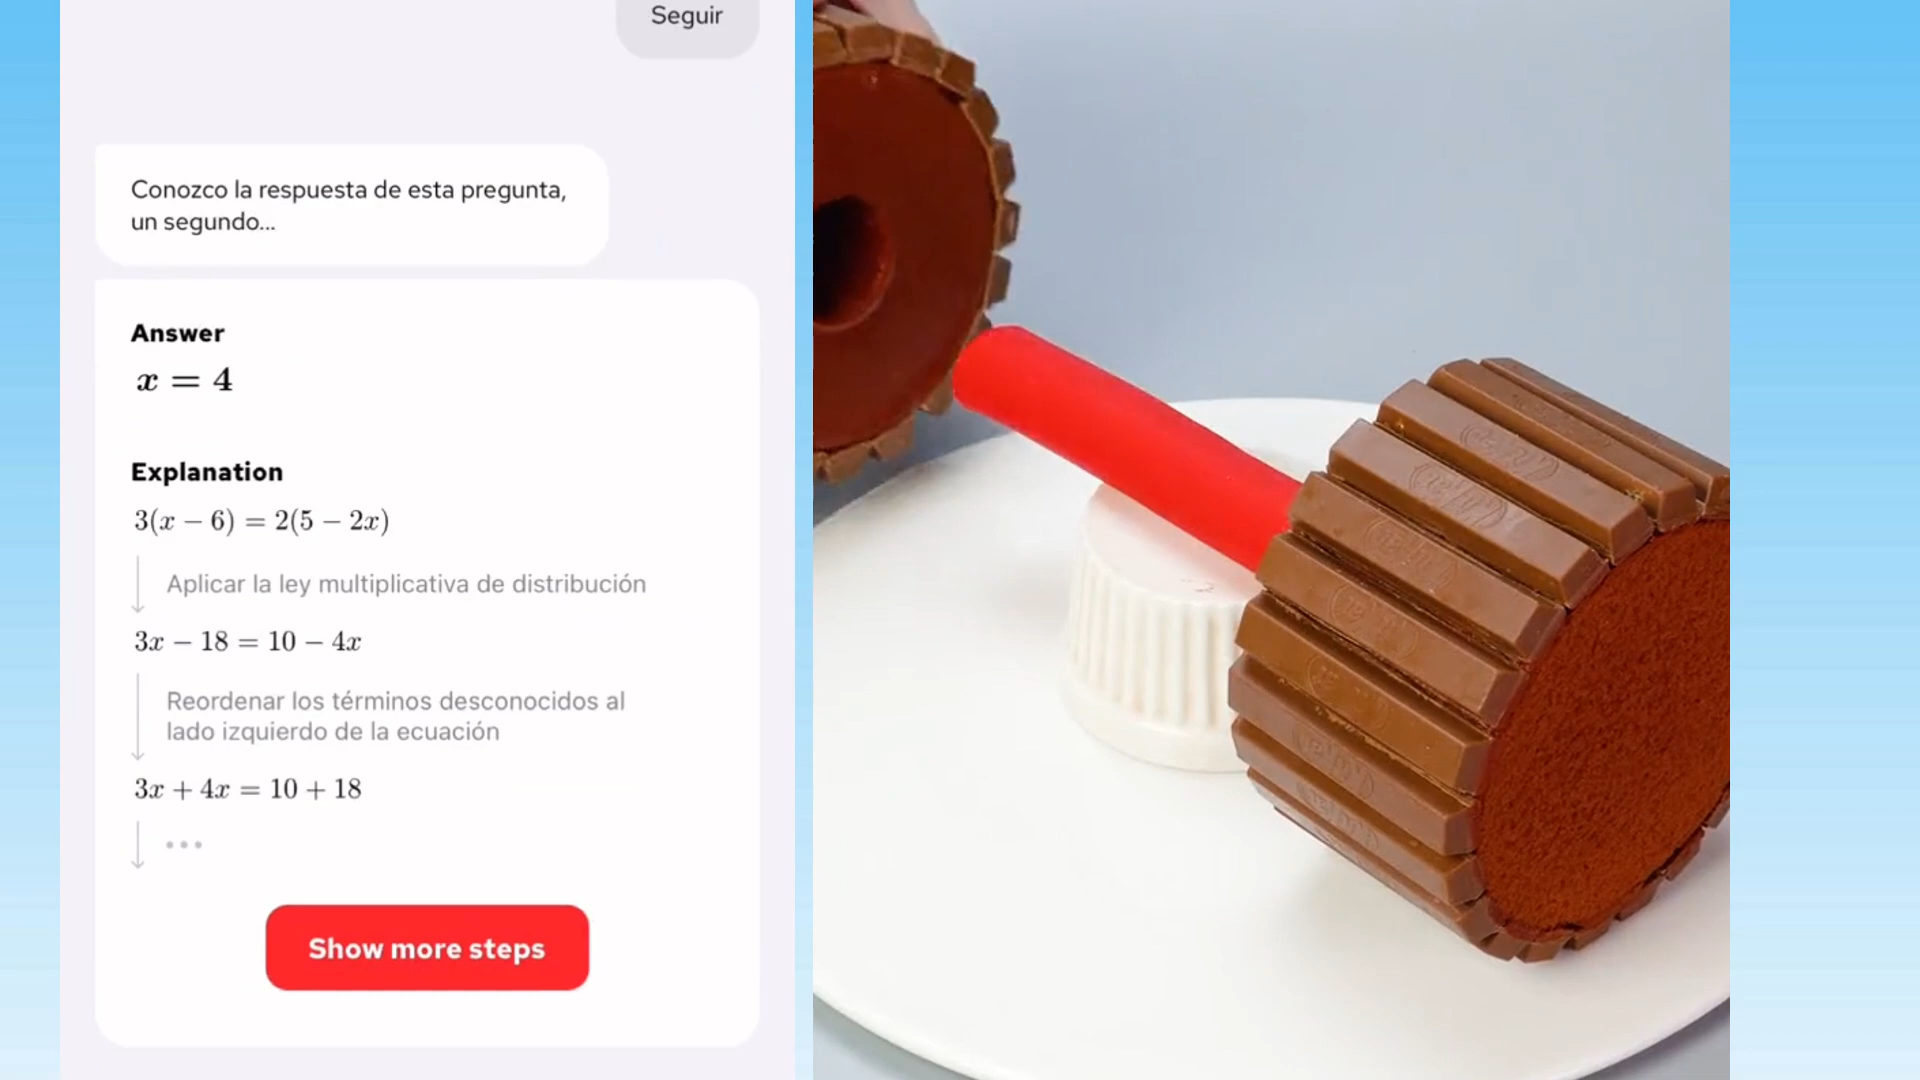 Seguir
Conozco la respuesta de esta pregunta,
un segundo...
Answer
x = 4
Explanation
3(x − 6) = 2(5 − 2x)
Aplicar la ley multiplicativa de distribución
3x − 18 = 10 − 4x
Reordenar los términos desconocidos al
lado izquierdo de la ecuación
3x + 4x = 10 + 18
...
Show more steps